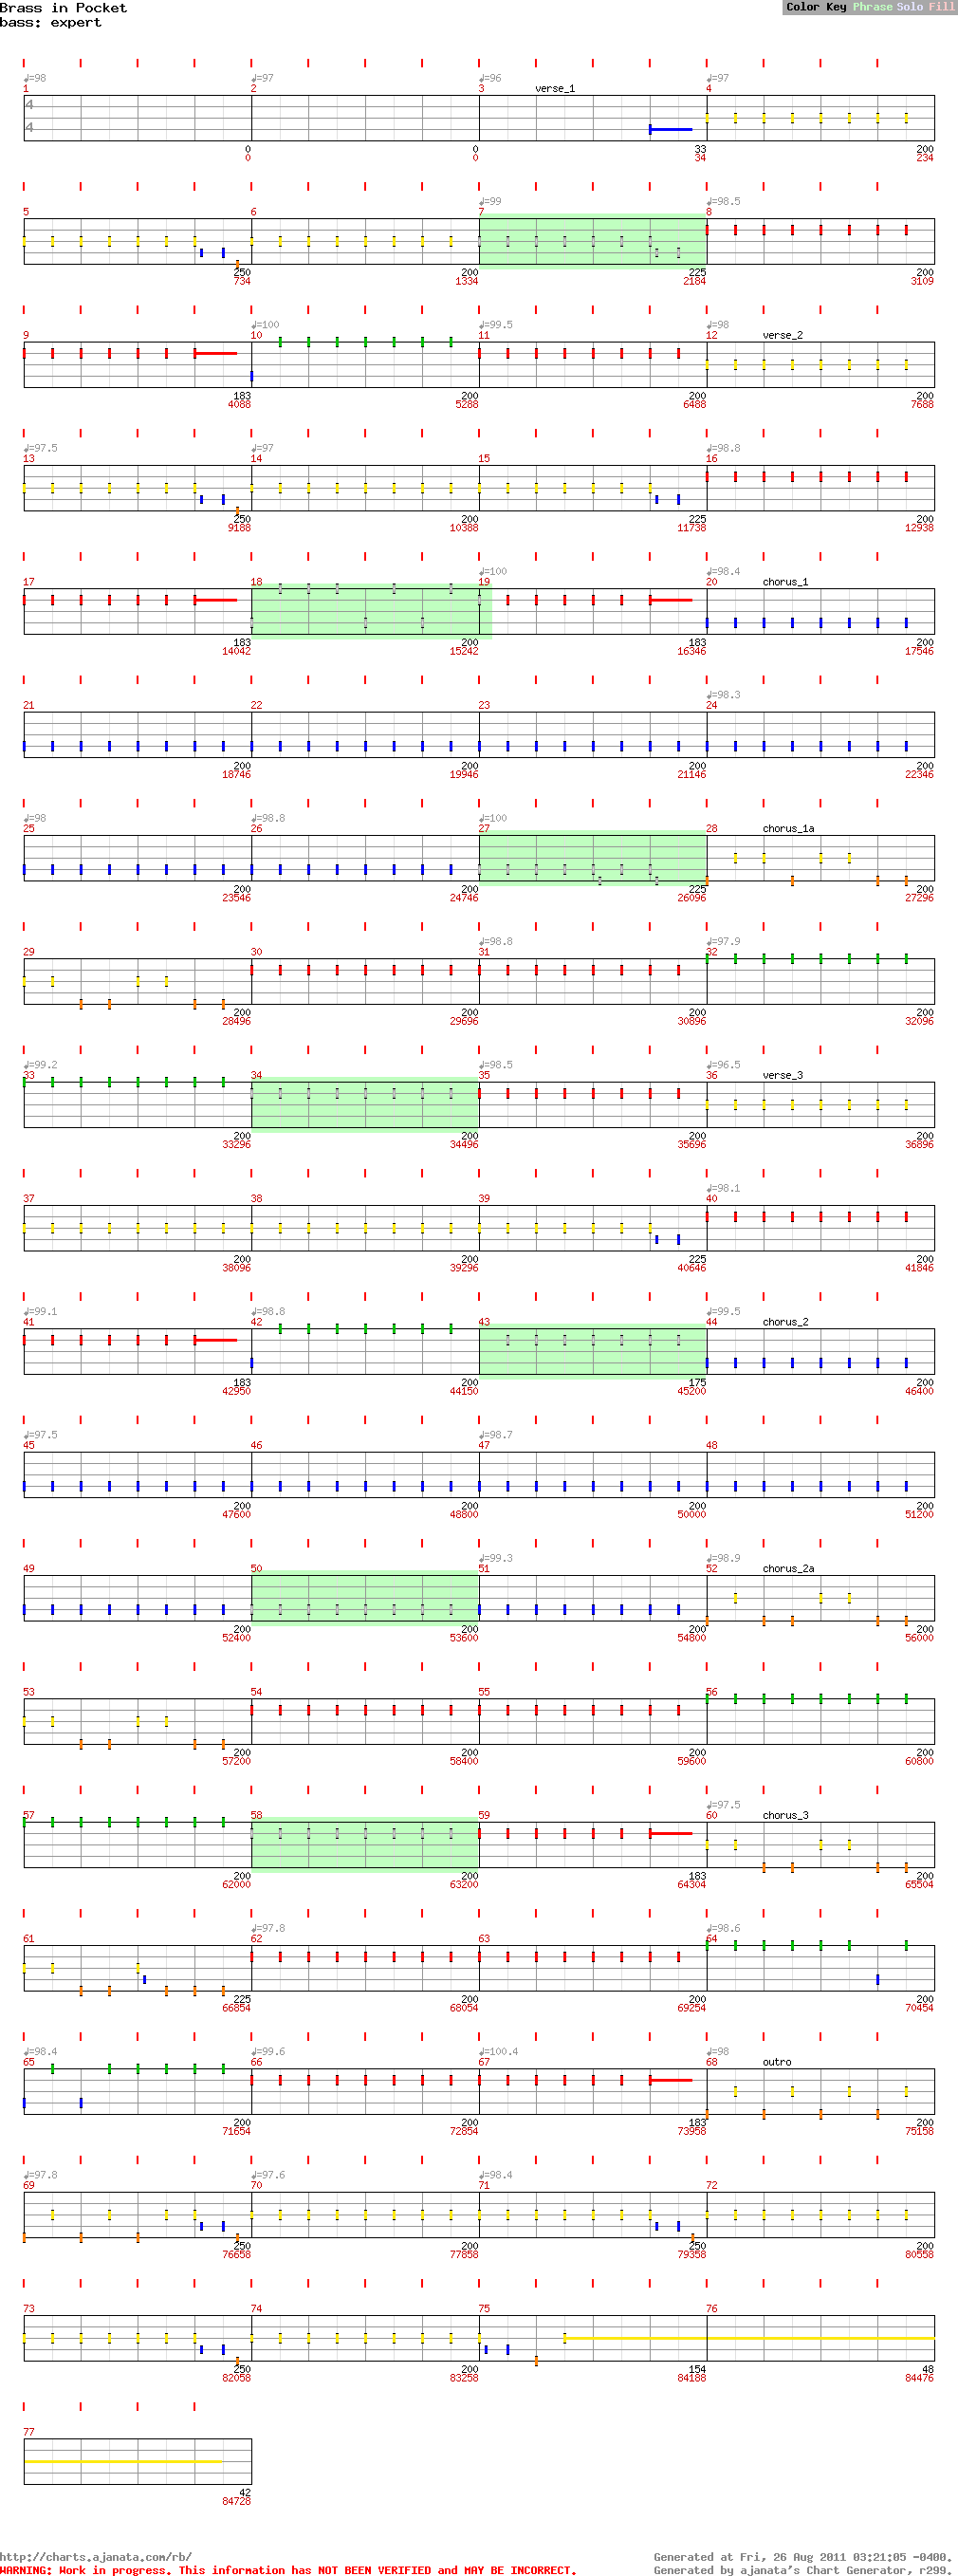 Brass in Pocket Color Key Phrase Solo Fill
bass: expert
♩=98 ♩=97 ♩=96 ♩=97
1 2 3 verse_1 4
4
4
0 0 33 200
0 0 34 234
♩=99 ♩=98.5
5 6 7 8
250 200 225 200
734 1334 2184 3109
♩=100 ♩=99.5 ♩=98
9 10 11 12 verse_2
183 200 200 200
4088 5288 6488 7688
♩=97.5 ♩=97 ♩=98.8
13 14 15 16
250 200 225 200
9188 10388 11738 12938
♩=100 ♩=98.4
17 18 19 20 chorus_1
183 200 183 200
14042 15242 16346 17546
♩=98.3
21 22 23 24
200 200 200 200
18746 19946 21146 22346
♩=98 ♩=98.8 ♩=100
25 26 27 28 chorus_1a
200 200 225 200
23546 24746 26096 27296
♩=98.8 ♩=97.9
29 30 31 32
200 200 200 200
28496 29696 30896 32096
♩=99.2 ♩=98.5 ♩=96.5
33 34 35 36 verse_3
200 200 200 200
33296 34496 35696 36896
♩=98.1
37 38 39 40
200 200 225 200
38096 39296 40646 41846
♩=99.1 ♩=98.8 ♩=99.5
41 42 43 44 chorus_2
183 200 175 200
42950 44150 45200 46400
♩=97.5 ♩=98.7
45 46 47 48
200 200 200 200
47600 48800 50000 51200
♩=99.3 ♩=98.9
49 50 51 52 chorus_2a
200 200 200 200
52400 53600 54800 56000
53 54 55 56
200 200 200 200
57200 58400 59600 60800
♩=97.5
57 58 59 60 chorus_3
200 200 183 200
62000 63200 64304 65504
♩=97.8 ♩=98.6
61 62 63 64
225 200 200 200
66854 68054 69254 70454
♩=98.4 ♩=99.6 ♩=100.4 ♩=98
65 66 67 68 outro
200 200 183 200
71654 72854 73958 75158
♩=97.8 ♩=97.6 ♩=98.4
69 70 71 72
250 200 250 200
76658 77858 79358 80558
73 74 75 76
250 200 154 48
82058 83258 84188 84476
77
42
84728
http://charts.ajanata.com/rb/ Generated at Fri, 26 Aug 2011 03:21:05 -0400.
WARNING: Work in progress. This information has NOT BEEN VERIFIED and MAY BE INCORRECT. Generated by ajanata's Chart Generator, r299.